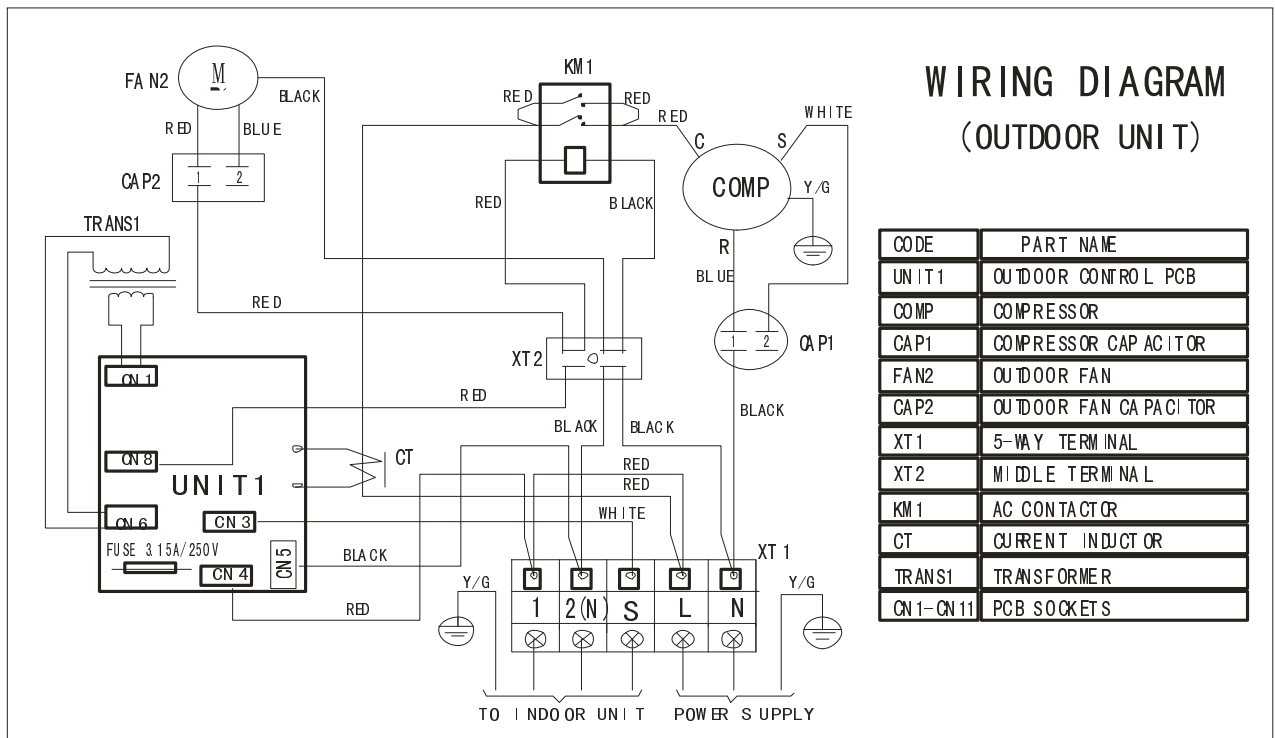 WIRING DIAGRAM
(OUTDOOR UNIT)
FAN2
M
BLACK
RED
BLUE
CAP2
1
2
TRANS1
KM1
RED
RED
RED
C
S
WHITE
COMP
Y/G
RED
BLACK
R
BLUE
RED
XT2
1
2
CAP1
CN1
RED
BLACK
BLACK
BLACK
CN8
CT
UNIT1
RED
RED
CN6
CN3
WHITE
FUSE 3.15A/250V
CN5
BLACK
CN4
RED
XT1
Y/G
Y/G
1
2(N)
S
L
N
TO INDOOR UNIT
POWER SUPPLY
CODE PART NAME
UNIT1 OUTDOOR CONTROL PCB
COMP COMPRESSOR
CAP1 COMPRESSOR CAPACITOR
FAN2 OUTDOOR FAN
CAP2 OUTDOOR FAN CAPACITOR
XT1 5-WAY TERMINAL
XT2 MIDDLE TERMINAL
KM1 AC CONTACTOR
CT CURRENT INDUCTOR
TRANS1 TRANSFORMER
CN1-CN11 PCB SOCKETS